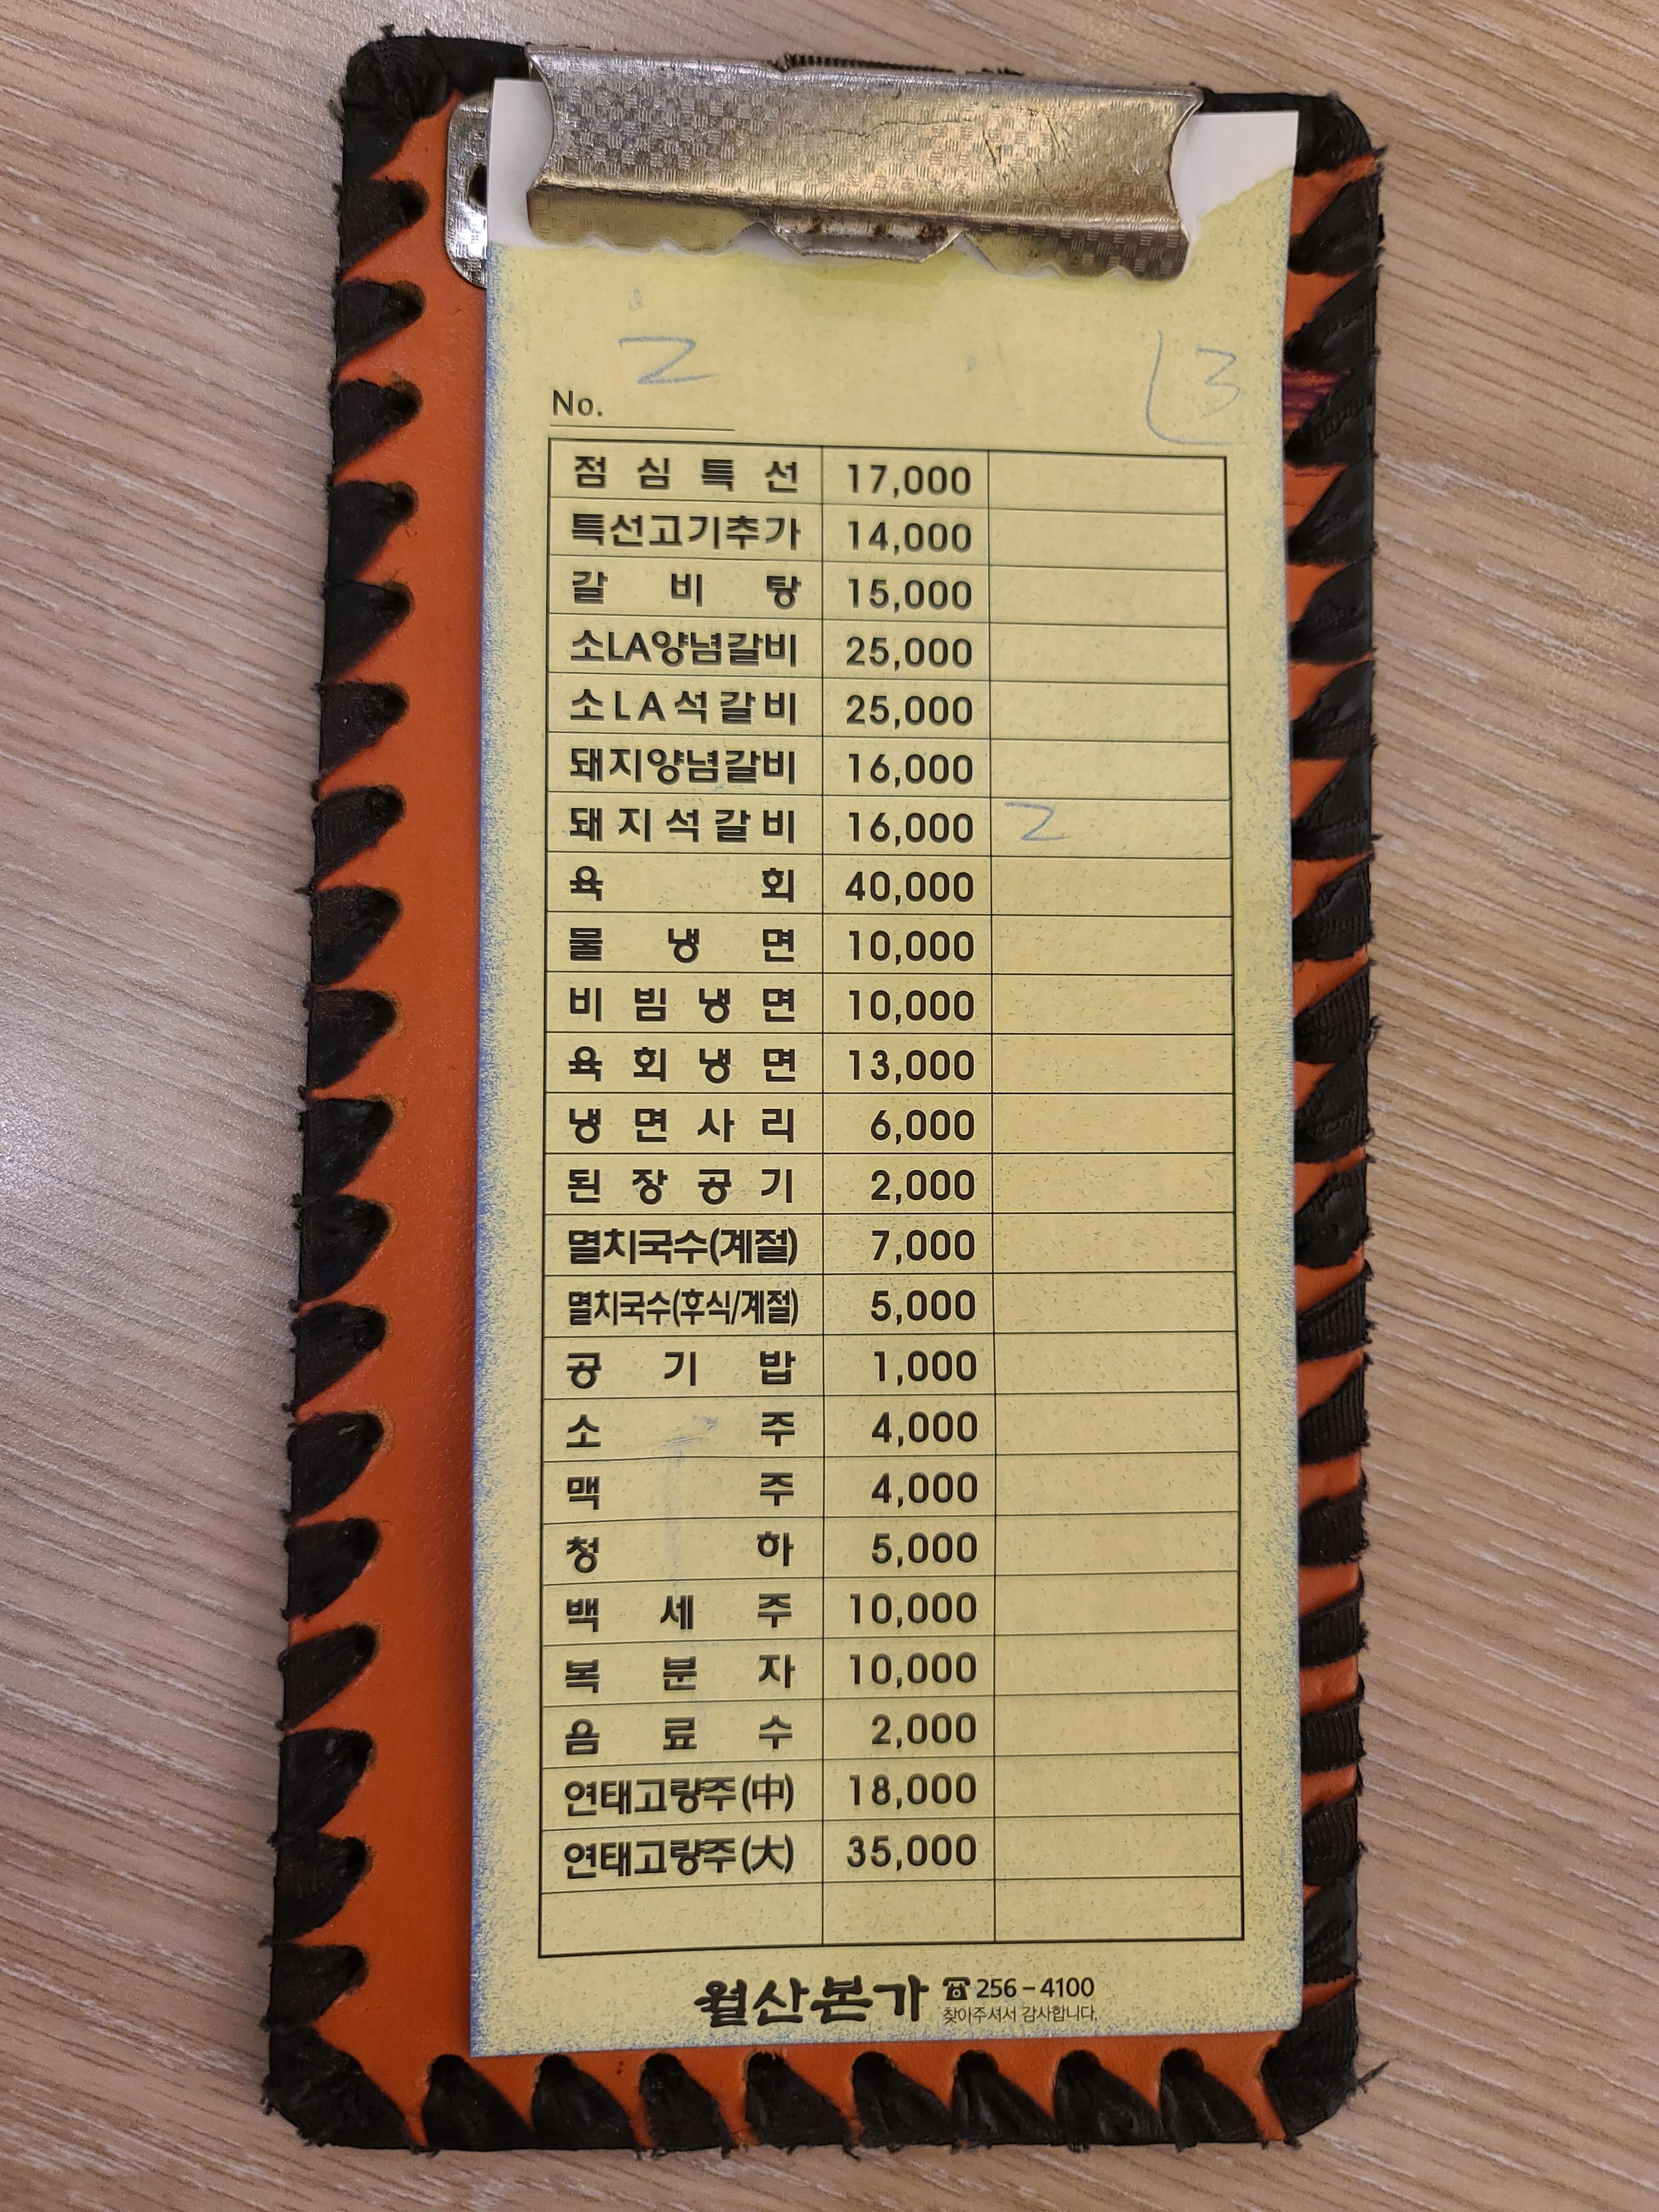 2
L3
No.
점심특선 17,000
특선고기추가 14,000
갈비탕 15,000
소LA양념갈비 25,000
소LA석갈비 25,000
돼지양념갈비 16,000
돼지석갈비 16,000 2
육회 40,000
물냉면 10,000
비빔냉면 10,000
육회냉면 13,000
냉면사리 6,000
된장공기 2,000
멸치국수(계절) 7,000
멸치국수(후식/계절) 5,000
공기밥 1,000
소주 4,000
맥주 4,000
청하 5,000
백세주 10,000
복분자 10,000
음료수 2,000
연태고량주(中) 18,000
연태고량주(大) 35,000
월산본가 ☎256-4100
찾아주셔서 감사합니다.